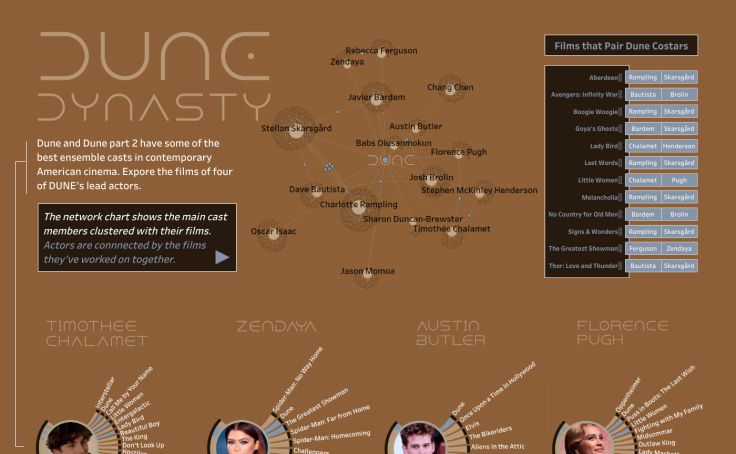 DUNE
DYNASTY
Dune and Dune part 2 have some of the
best ensemble casts in contemporary
American cinema. Expore the films of four
of DUNE's lead actors.
The network chart shows the main cast
members clustered with their films.
Actors are connnected by the films
they've worked on together.
Rebecca Ferguson
Zendaya
Chang Chen
Javier Bardem
Stellan Skarsgård
Austin Butler
Babs Olusanmokun
Florence Pugh
DUNE
Josh Brolin
Dave Bautista
Stephen McKinley Henderson
Charlotte Rampling
Sharon Duncan-Brewster
Timothée Chalamet
Oscar Isaac
Jason Momoa
Films that Pair Dune Costars
Aberdeen Rampling Skarsgård
Avengers: Infinity War Bautista Brolin
Boogie Woogie Rampling Skarsgård
Goya's Ghosts Bardem Skarsgård
Lady Bird Chalamet Henderson
Last Words Rampling Skarsgård
Little Women Chalamet Pugh
Melancholia Rampling Skarsgård
No Country for Old Men Bardem Brolin
Signs & Wonders Rampling Skarsgård
The Greatest Showman Ferguson Zendaya
Thor: Love and Thunder Bautista Skarsgård
TIMOTHEE
CHALAMET
Interstellar
Dune
Call Me by Your Name
Little Women
Intergalactic
Lady Bird
Beautiful Boy
The King
Don't Look Up
Hostiles
ZENDAYA
Spider-Man: No Way Home
Dune
The Greatest Showman
Spider-Man: Far from Home
Spider-Man: Homecoming
Challengers
AUSTIN
BUTLER
Dune
Once Upon a Time in Hollywood
Elvis
The Bikeriders
Aliens in the Attic
FLORENCE
PUGH
Oppenheimer
Dune
Puss in Boots: The Last Wish
Little Women
Fighting with My Family
Midsommar
Outlaw King
Lady Macbeth